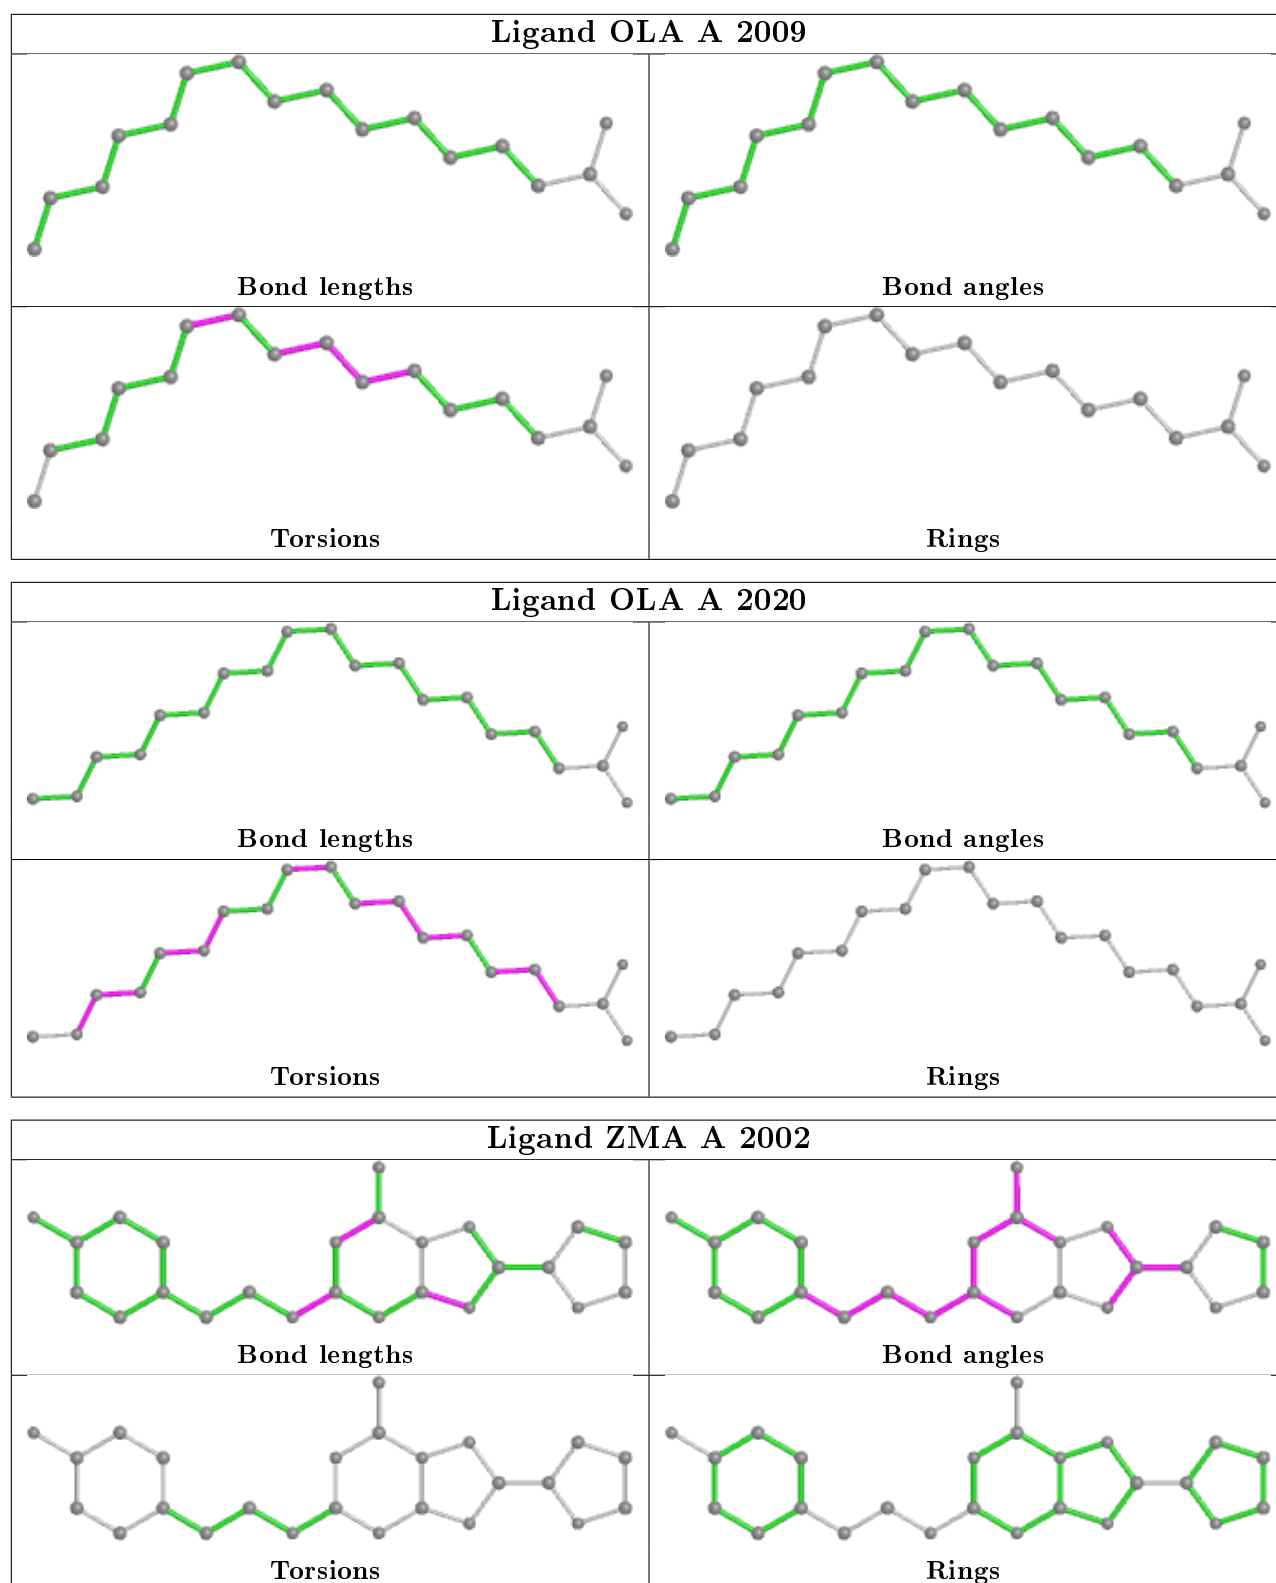 Ligand OLA A 2009
Bond lengths
Bond angles
Torsions
Rings
Ligand OLA A 2020
Bond lengths
Bond angles
Torsions
Rings
Ligand ZMA A 2002
Bond lengths
Bond angles
Torsions
Rings